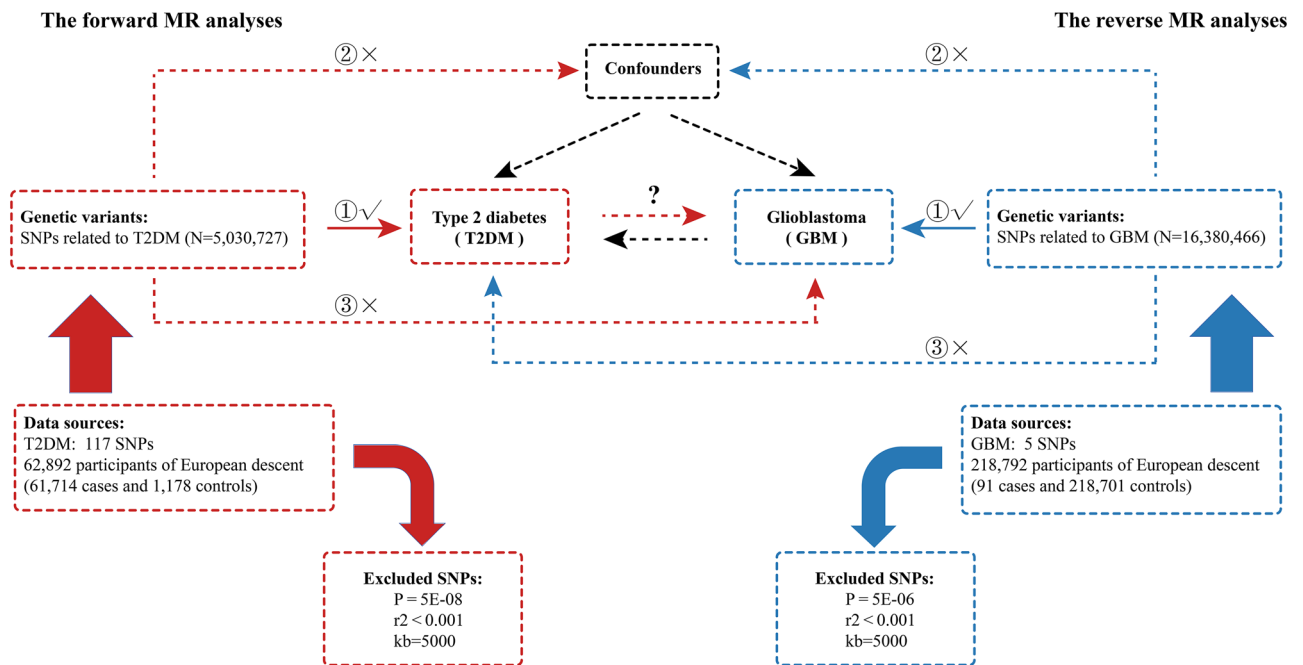 The forward MR analyses
The reverse MR analyses
②×
②×
Confounders
Genetic variants:
SNPs related to T2DM (N=5,030,727)
①√
Type 2 diabetes
( T2DM )
?
Glioblastoma
( GBM )
①√
Genetic variants:
SNPs related to GBM (N=16,380,466)
③×
③×
Data sources:
T2DM: 117 SNPs
62,892 participants of European descent
(61,714 cases and 1,178 controls)
Data sources:
GBM: 5 SNPs
218,792 participants of European descent
(91 cases and 218,701 controls)
Excluded SNPs:
P = 5E-08
r2 < 0.001
kb=5000
Excluded SNPs:
P = 5E-06
r2 < 0.001
kb=5000